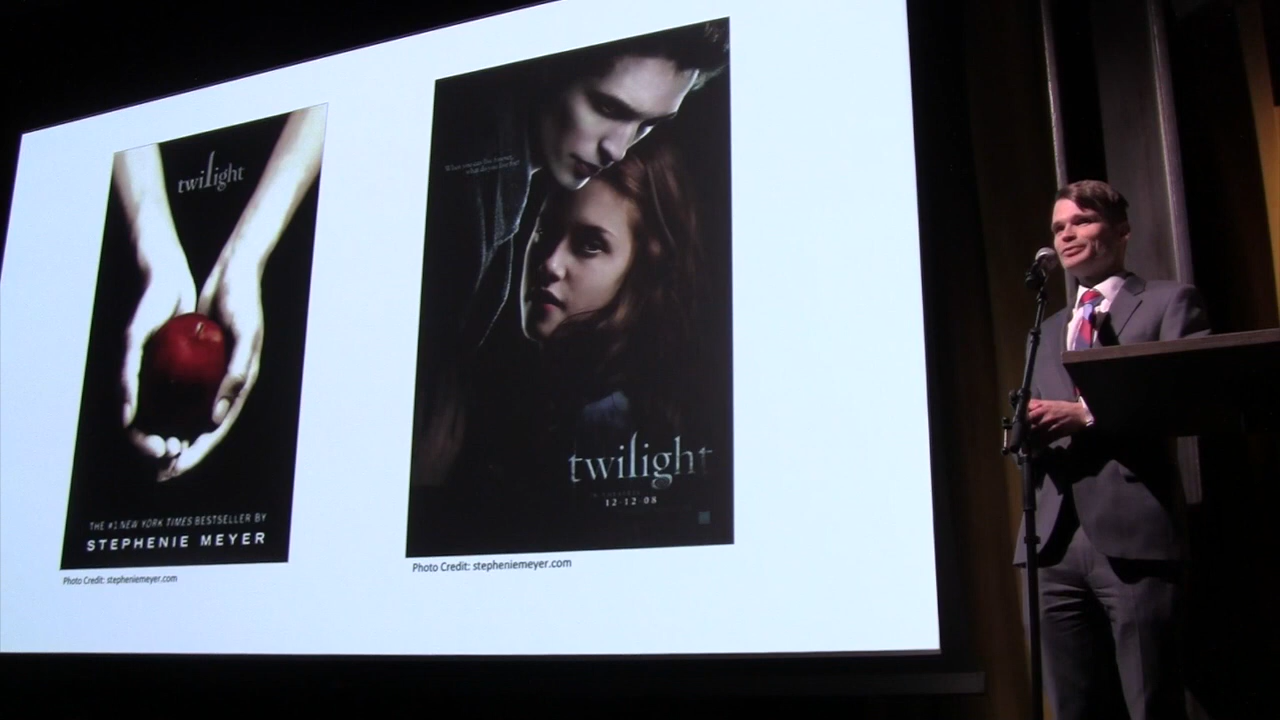 twilight
THE #1 NEW YORK TIMES BESTSELLER BY
STEPHENIE MEYER
Photo Credit: stepheniemeyer.com
twilight
12·12·08
Photo Credit: stepheniemeyer.com